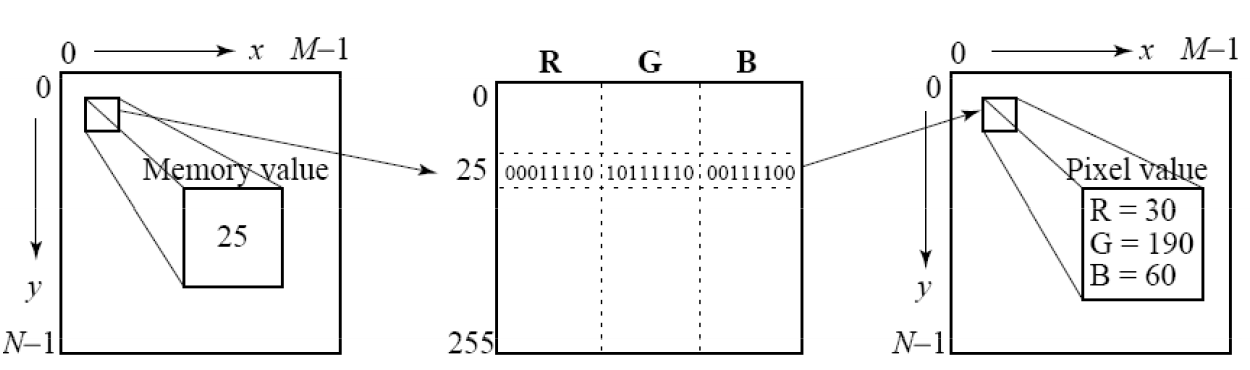 0 x M–1
0
Memory value
25
y
N–1
R G B
0
25 00011110 10111110 00111100
255
0 x M–1
0
Pixel value
R = 30
G = 190
B = 60
y
N–1